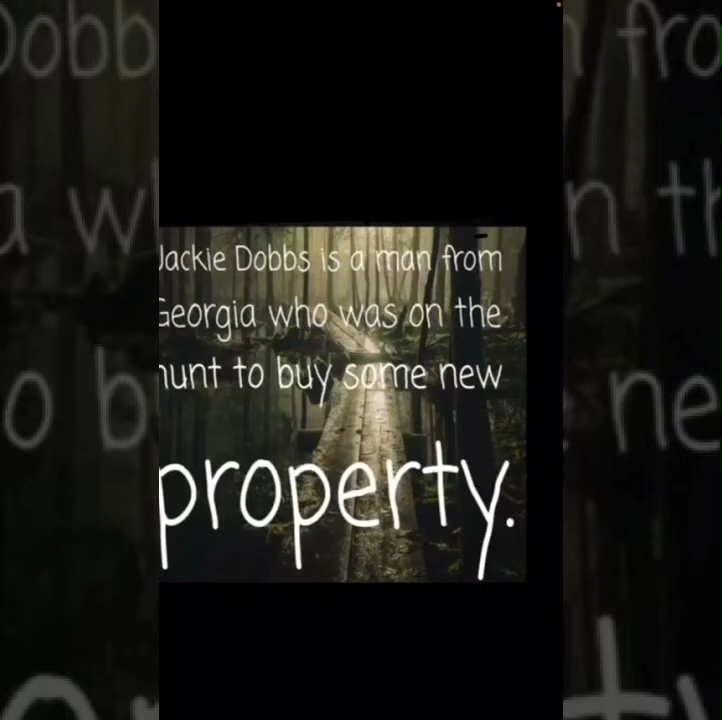 Jackie Dobbs is a man from
Georgia who was on the
hunt to buy some new
property.